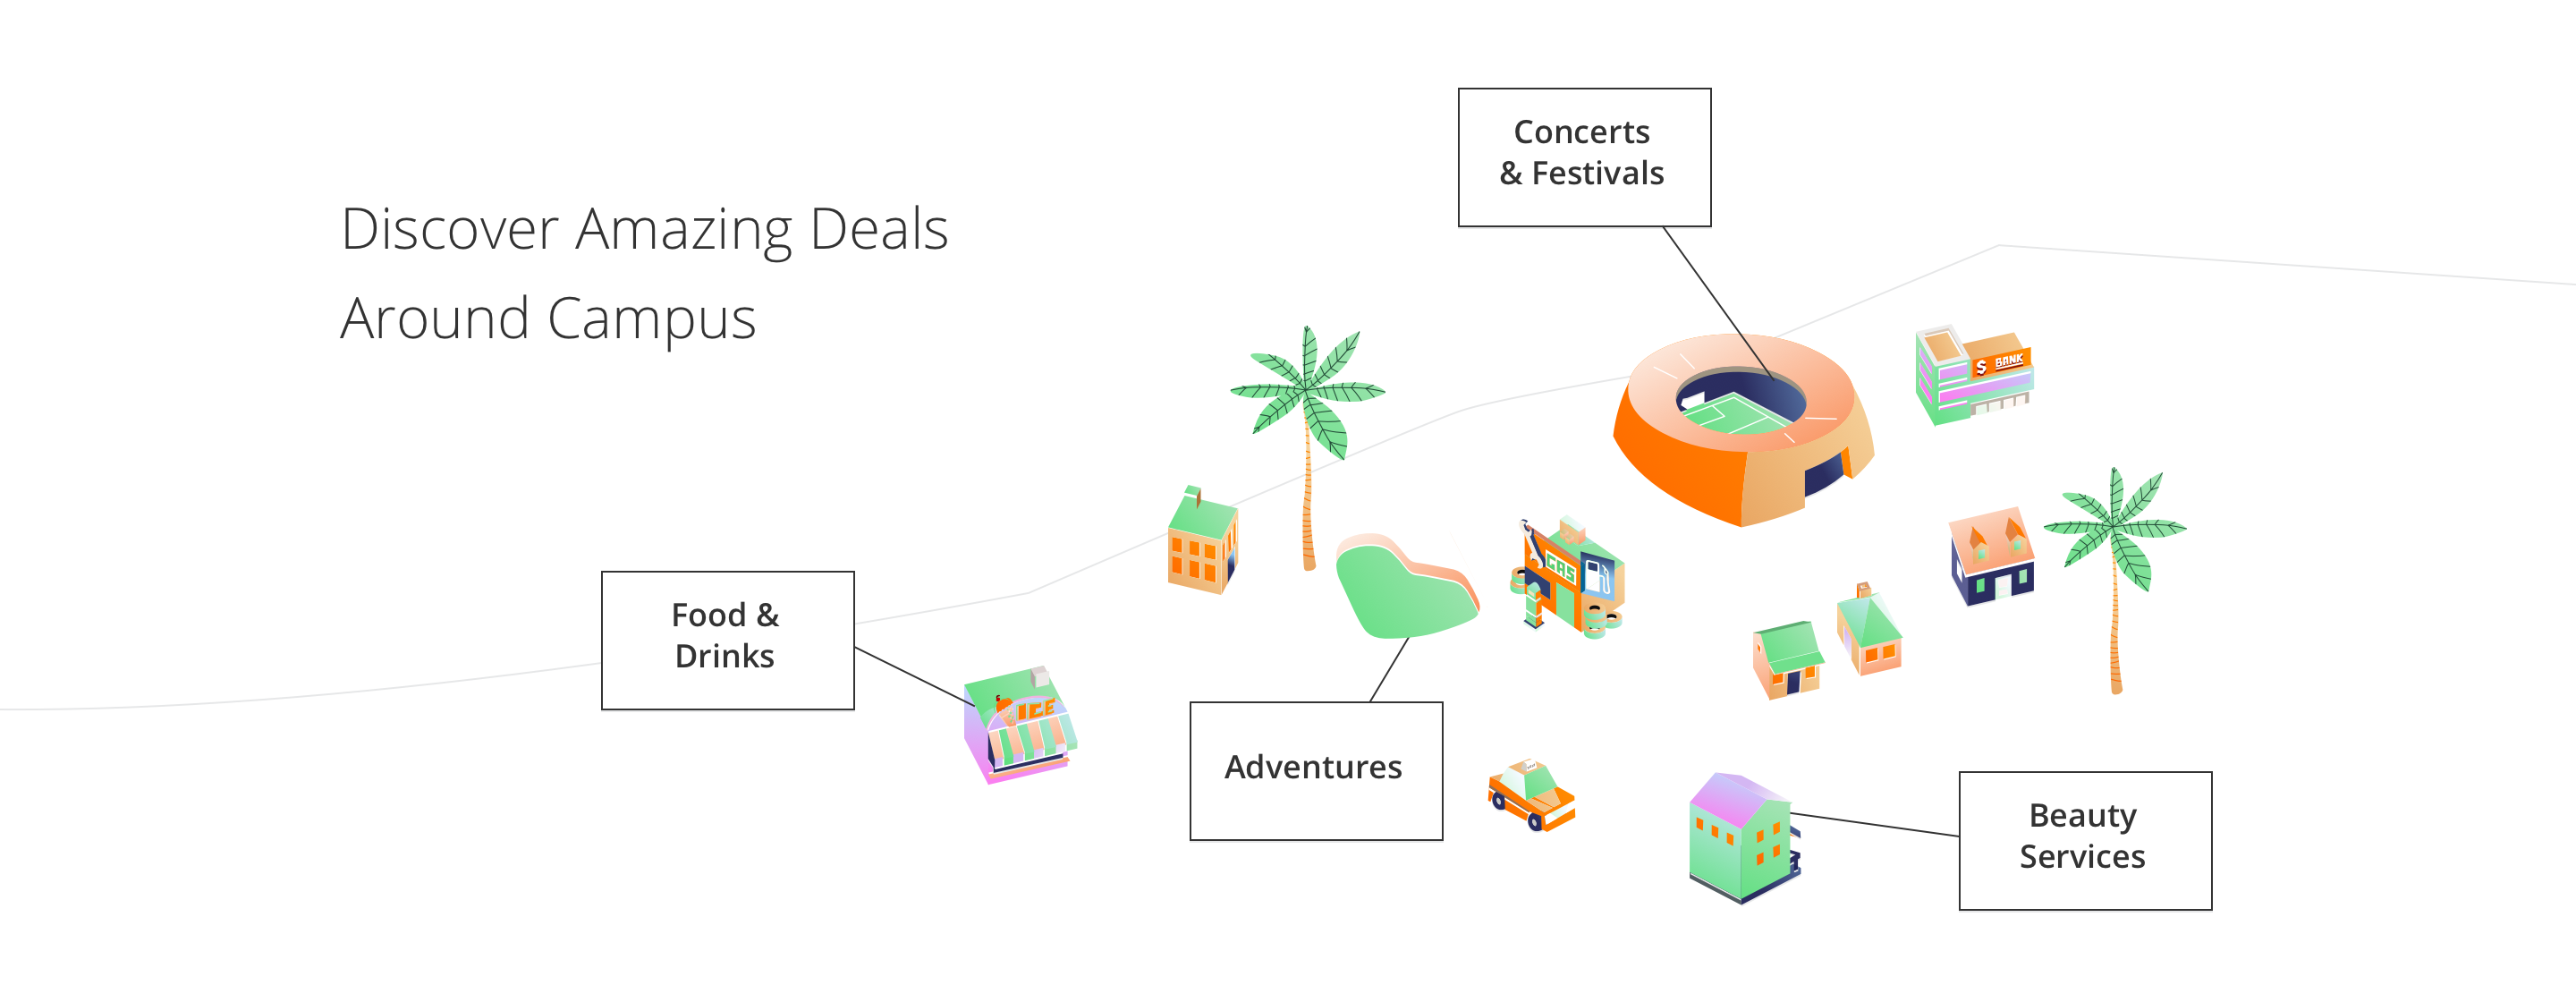 Concerts
& Festivals
Discover Amazing Deals
Around Campus
$ BANK
GAS
Food &
Drinks
ICE
Adventures
Beauty
Services